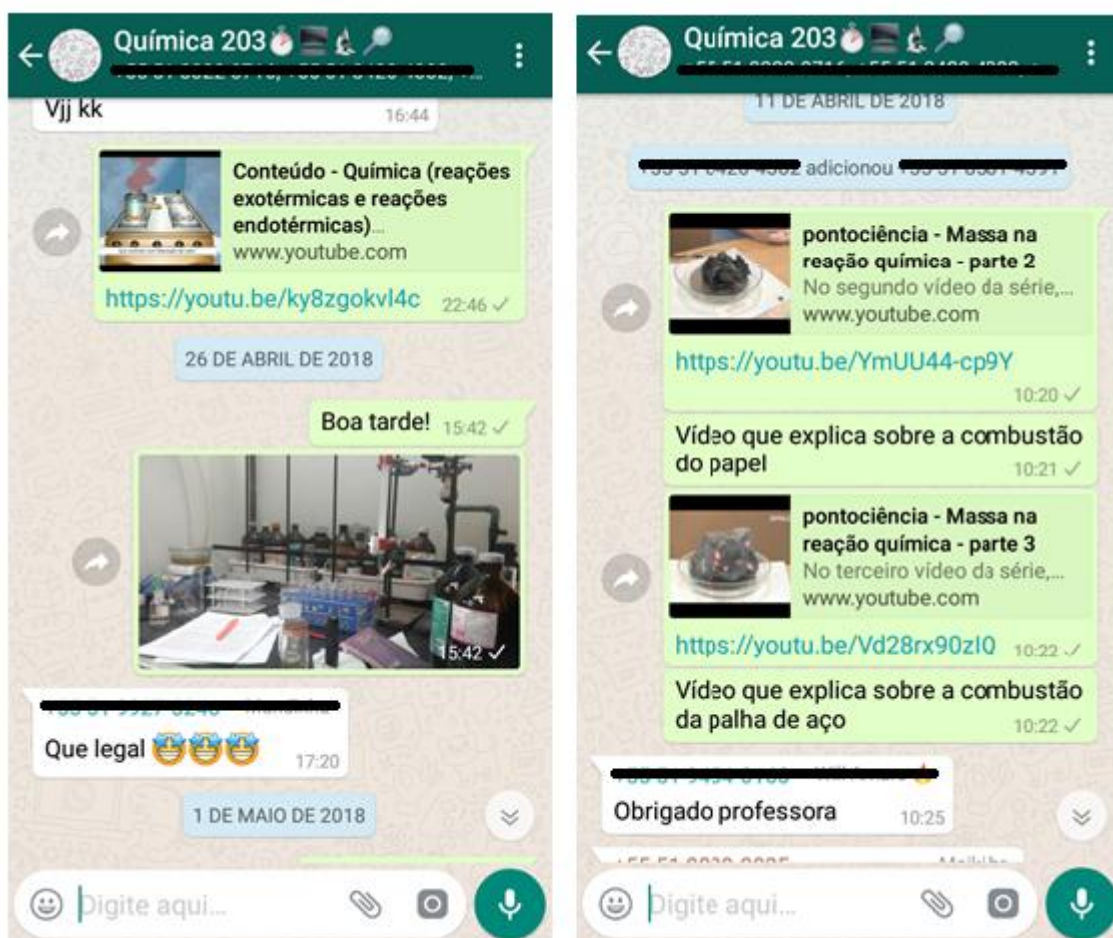 Química 203
Vjj kk
16:44
Conteúdo - Química (reações
exotérmicas e reações
endotérmicas)...
www.youtube.com
https://youtu.be/ky8zgokvl4c 22:46
26 DE ABRIL DE 2018
Boa tarde! 15:42
15:42
Que legal
17:20
1 DE MAIO DE 2018
Digite aqui...
Química 203
11 DE ABRIL DE 2018
adicionou
pontociência - Massa na
reação química - parte 2
No segundo vídeo da série,...
www.youtube.com
https://youtu.be/YmUU44-cp9Y
10:20
Vídeo que explica sobre a combustão
do papel 10:21
pontociência - Massa na
reação química - parte 3
No terceiro vídeo da série,...
www.youtube.com
https://youtu.be/Vd28rx90zIQ 10:22
Vídeo que explica sobre a combustão
da palha de aço 10:22
Obrigado professora 10:25
Digite aqui...